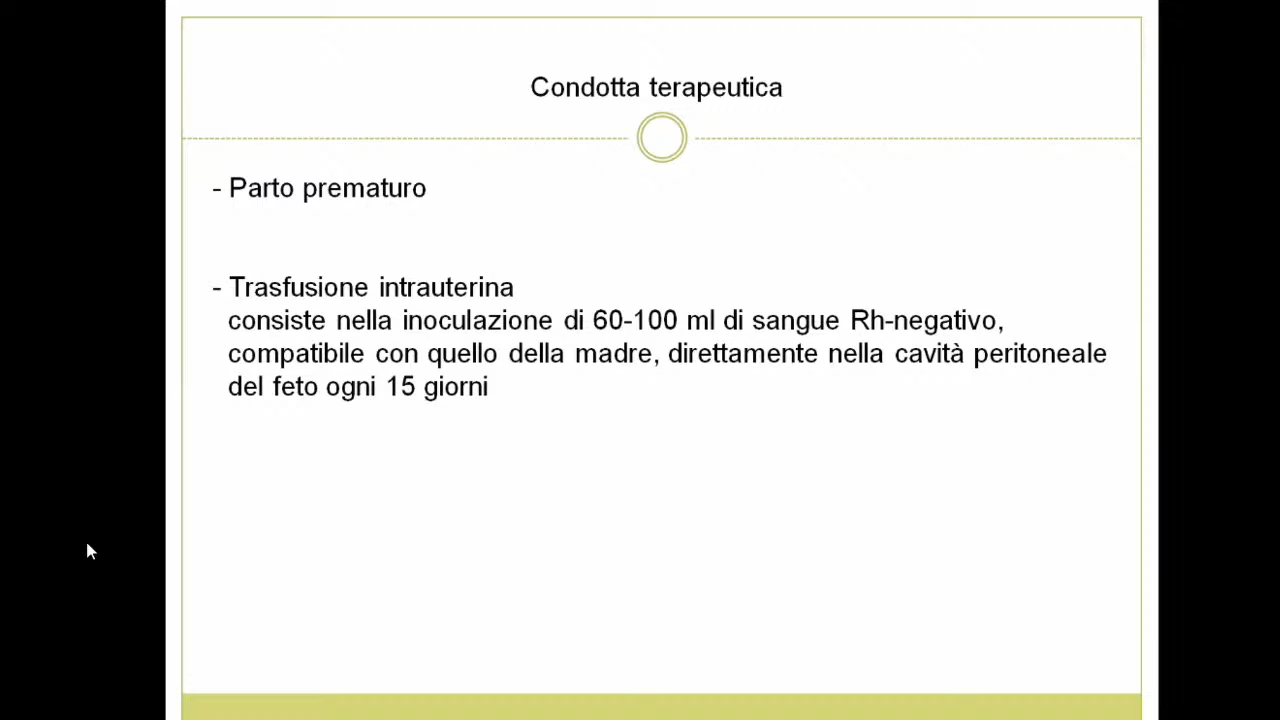 Condotta terapeutica
- Parto prematuro
- Trasfusione intrauterina
consiste nella inoculazione di 60-100 ml di sangue Rh-negativo,
compatibile con quello della madre, direttamente nella cavità peritoneale
del feto ogni 15 giorni